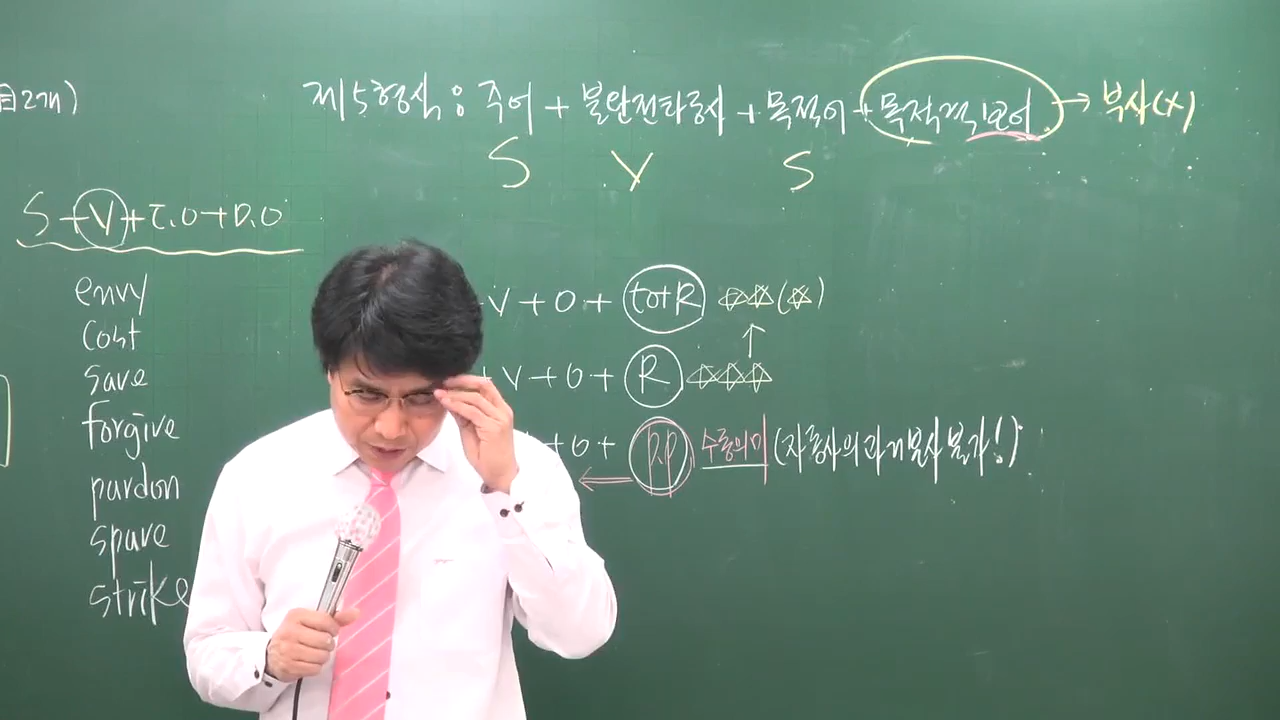 目2개)
제5형식 : 주어 + 불완전타동사 + 목적어 + 목적격보어 → 부사(x)
S V S
S + V + I.O + D.O
envy
cost
save
forgive
pardon
spare
strike
V + O + (to R) ☆☆(☆)
+ V + O + R ☆☆☆
+ O + p.p 수동의미 (자동사의 과거분사 불가!)